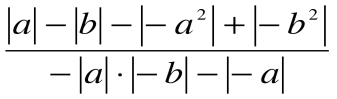 |a| − |b| − |− a²| + |− b²|
− |a| · |− b| − |− a|